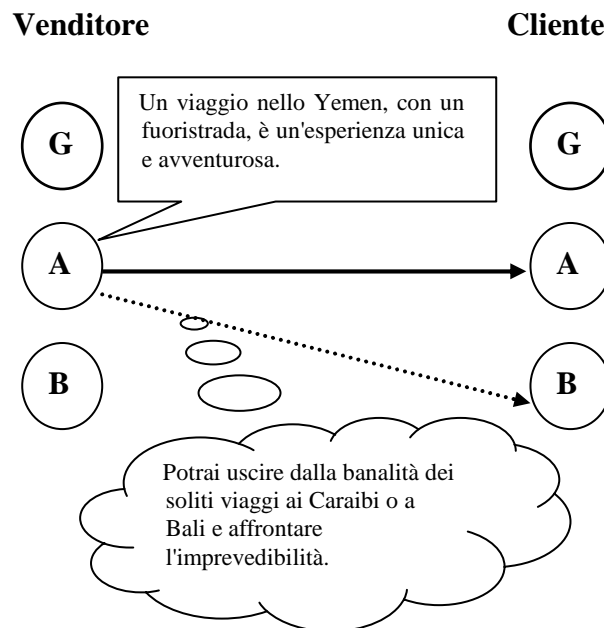 Venditore Cliente
Un viaggio nello Yemen, con un
fuoristrada, è un'esperienza unica
e avventurosa.
G G
A A
B B
Potrai uscire dalla banalità dei
soliti viaggi ai Caraibi o a
Bali e affrontare
l'imprevedibilità.